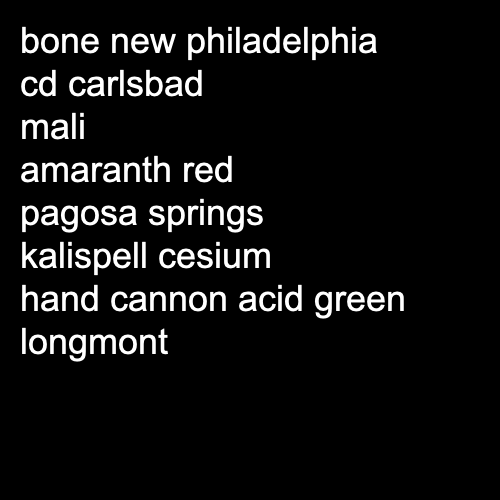 bone new philadelphia
cd carlsbad
mali
amaranth red
pagosa springs
kalispell cesium
hand cannon acid green
longmont